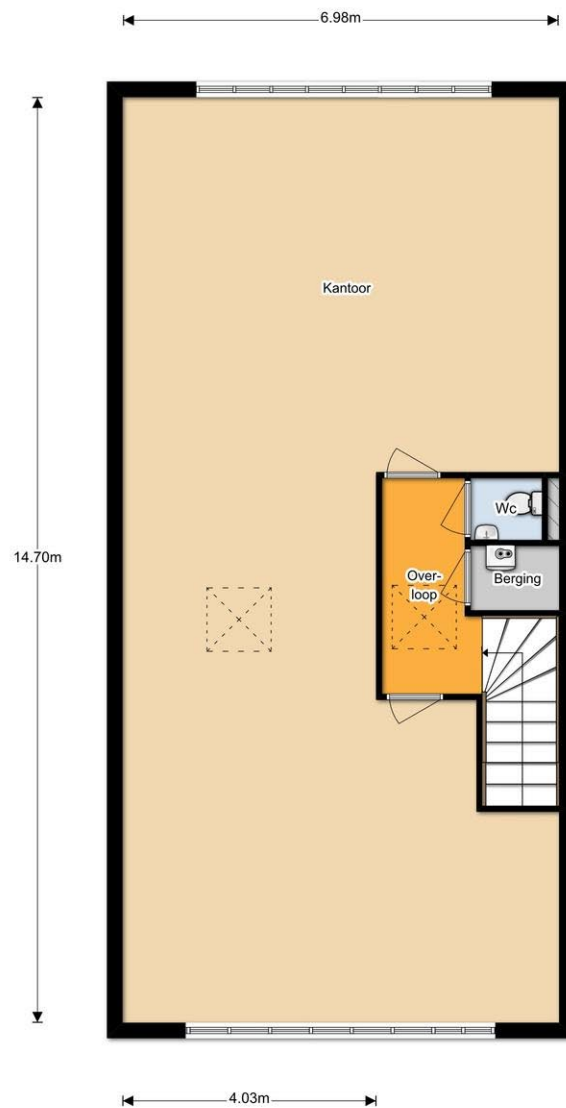 6.98m
Kantoor
Wc
14.70m
Over-
loop
Berging
4.03m